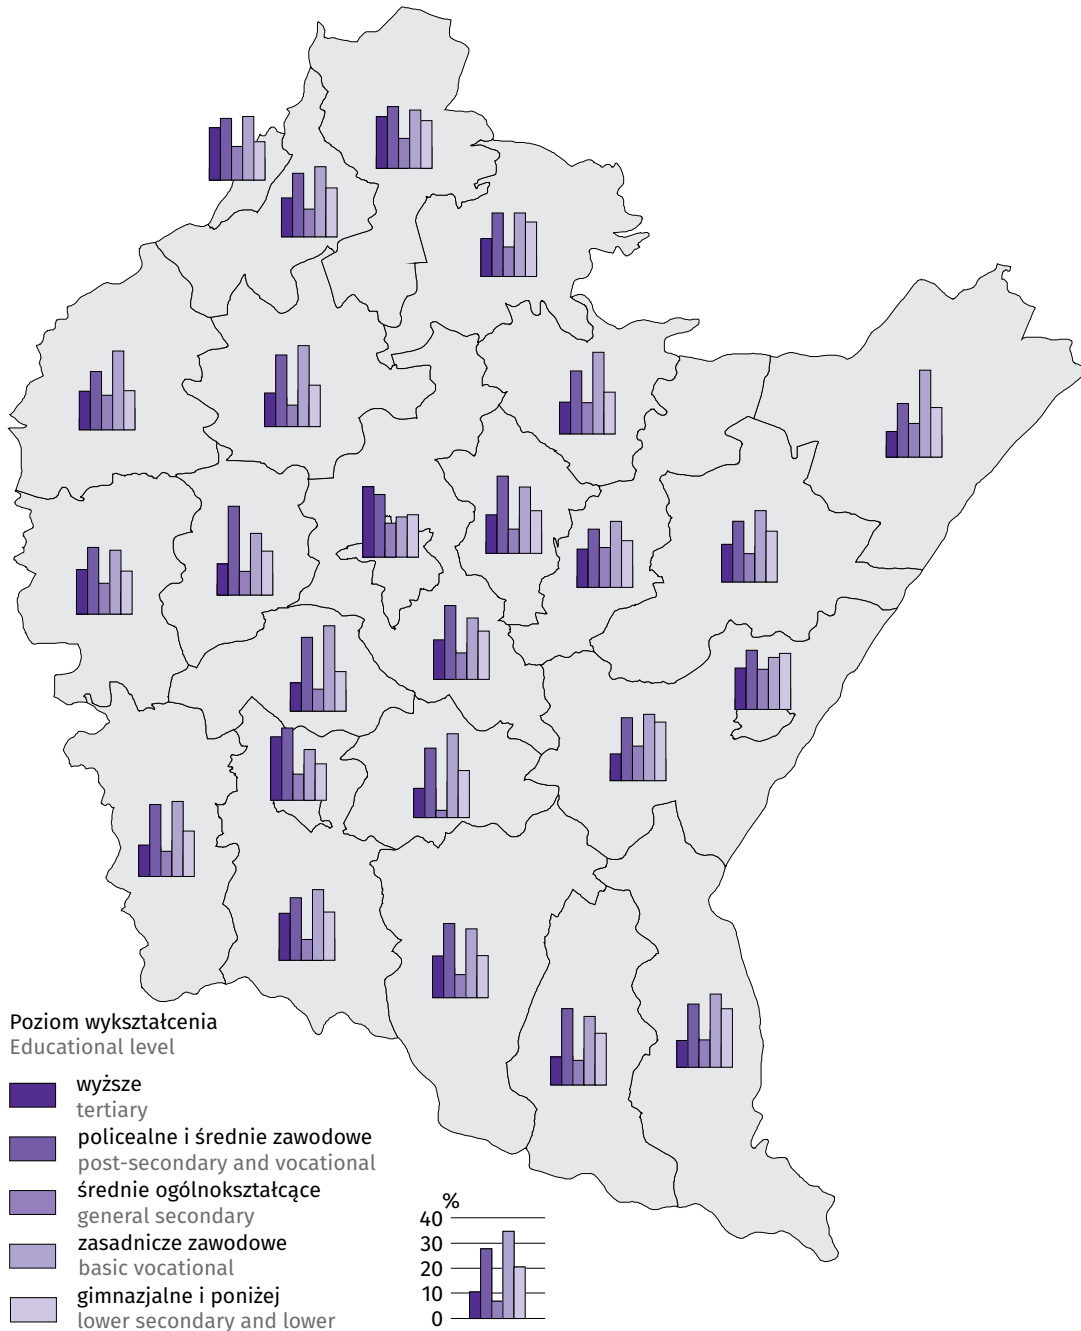 Poziom wykształcenia
Educational level
wyższe
tertiary
policealne i średnie zawodowe
post-secondary and vocational
średnie ogólnokształcące
general secondary
zasadnicze zawodowe
basic vocational
gimnazjalne i poniżej
lower secondary and lower
%
40
30
20
10
0